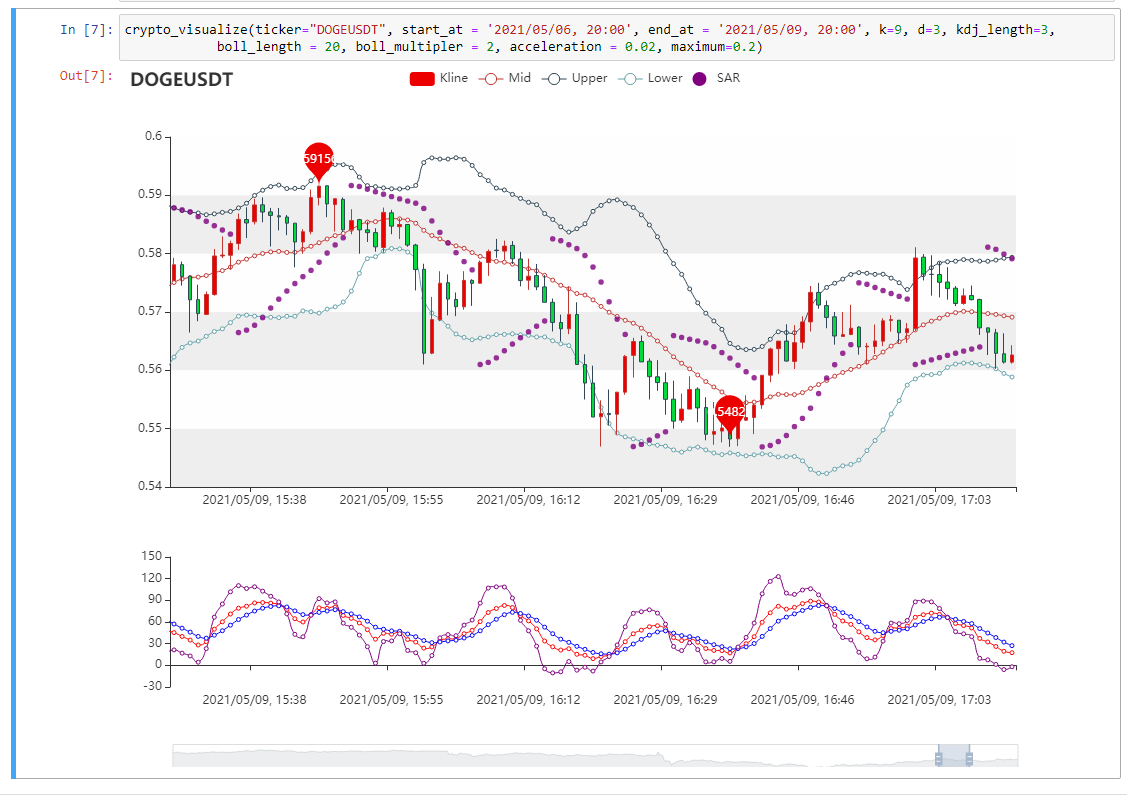 In [7]: crypto_visualize(ticker="DOGEUSDT", start_at = '2021/05/06, 20:00', end_at = '2021/05/09, 20:00', k=9, d=3, kdj_length=3,
boll_length = 20, boll_multipler = 2, acceleration = 0.02, maximum=0.2)
Out[7]: DOGEUSDT
Kline Mid Upper Lower SAR
0.6
59156
0.59
0.58
0.57
0.56
5482
0.55
0.54
2021/05/09, 15:38 2021/05/09, 15:55 2021/05/09, 16:12 2021/05/09, 16:29 2021/05/09, 16:46 2021/05/09, 17:03
150
120
90
60
30
0
-30
2021/05/09, 15:38 2021/05/09, 15:55 2021/05/09, 16:12 2021/05/09, 16:29 2021/05/09, 16:46 2021/05/09, 17:03